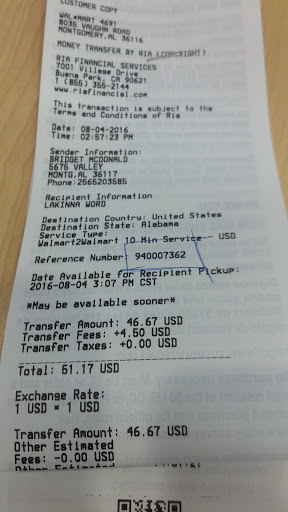 CUSTOMER COPY
WAL*MART 4691
8035 VAUGHN ROAD
MONTGOMERY, AL 36116
MONEY TRANSFER BY RIA (COPYRIGHT)
RIA FINANCIAL SERVICES
7001 Village Drive
Buena Park, CA 90621
1 (855) 355-2144
www.riafinancial.com
This transaction is subject to the
Terms and Conditions of Ria
Date: 08-04-2016
Time: 02:57:23 PM
Sender Information:
BRIDGET MCDONALD
5675 VALLEY
MONTG, AL 36117
Phone:2565203585
Recipient Information
LAKINNA WORD
Destination Country: United States
Destination State: Alabama
Service Type:
Walmart2Walmart 10 Min Service - USD
Reference Number: 940007362
Date Available for Recipient Pickup:
2016-08-04 3:07 PM CST
*May be available sooner*
Transfer Amount: 46.67 USD
Transfer Fees: +4.50 USD
Transfer Taxes: +0.00 USD
Total: 51.17 USD
Exchange Rate:
1 USD = 1 USD
Transfer Amount: 46.67 USD
Other Estimated
Fees: -0.00 USD
Other Estimated